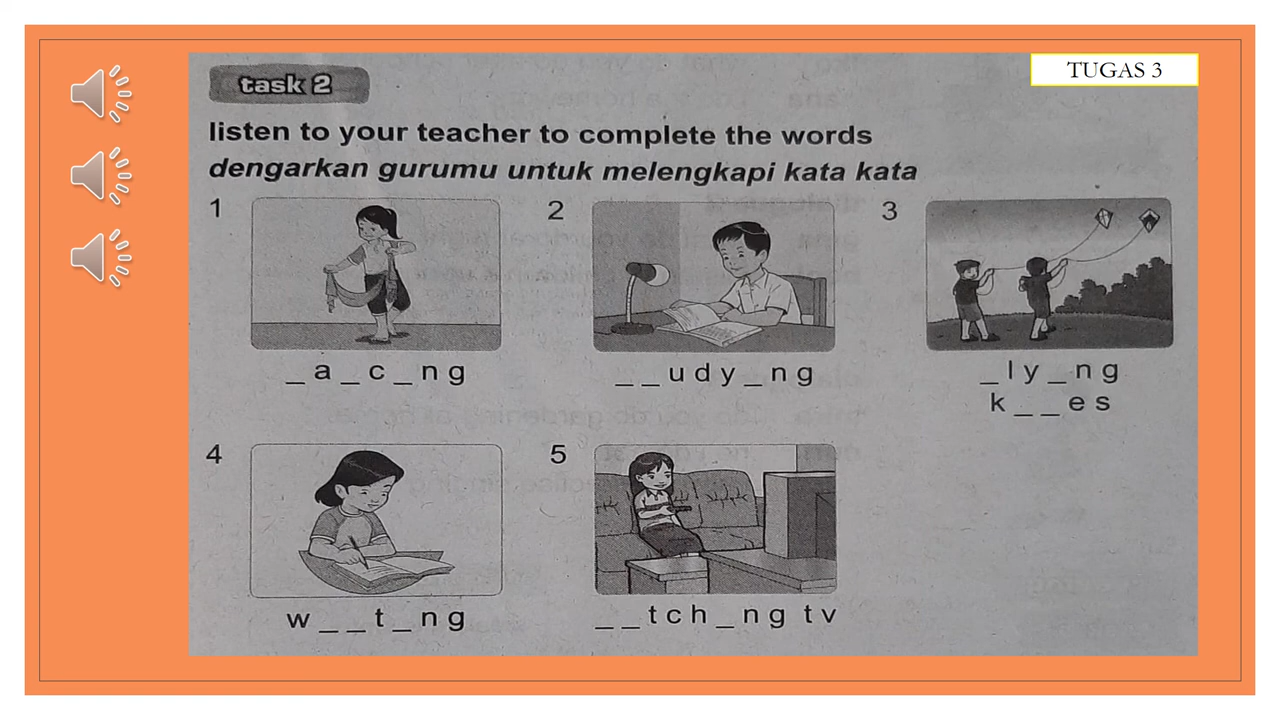 TUGAS 3
task 2
listen to your teacher to complete the words
dengarkan gurumu untuk melengkapi kata kata
1
_ a _ c _ n g
2
_ _ u d y _ n g
3
_ l y _ n g
k _ _ e s
4
w _ _ t _ n g
5
_ _ t c h _ n g t v